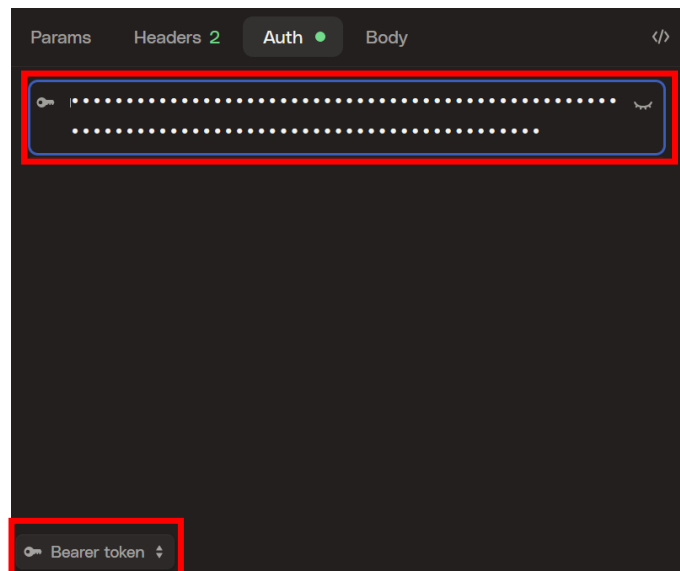 Params Headers 2 Auth Body </>
••••••••••••••••••••••••••••••••••••••••••••••••••
•••••••••••••••••••••••••••••••••••••••••••
Bearer token